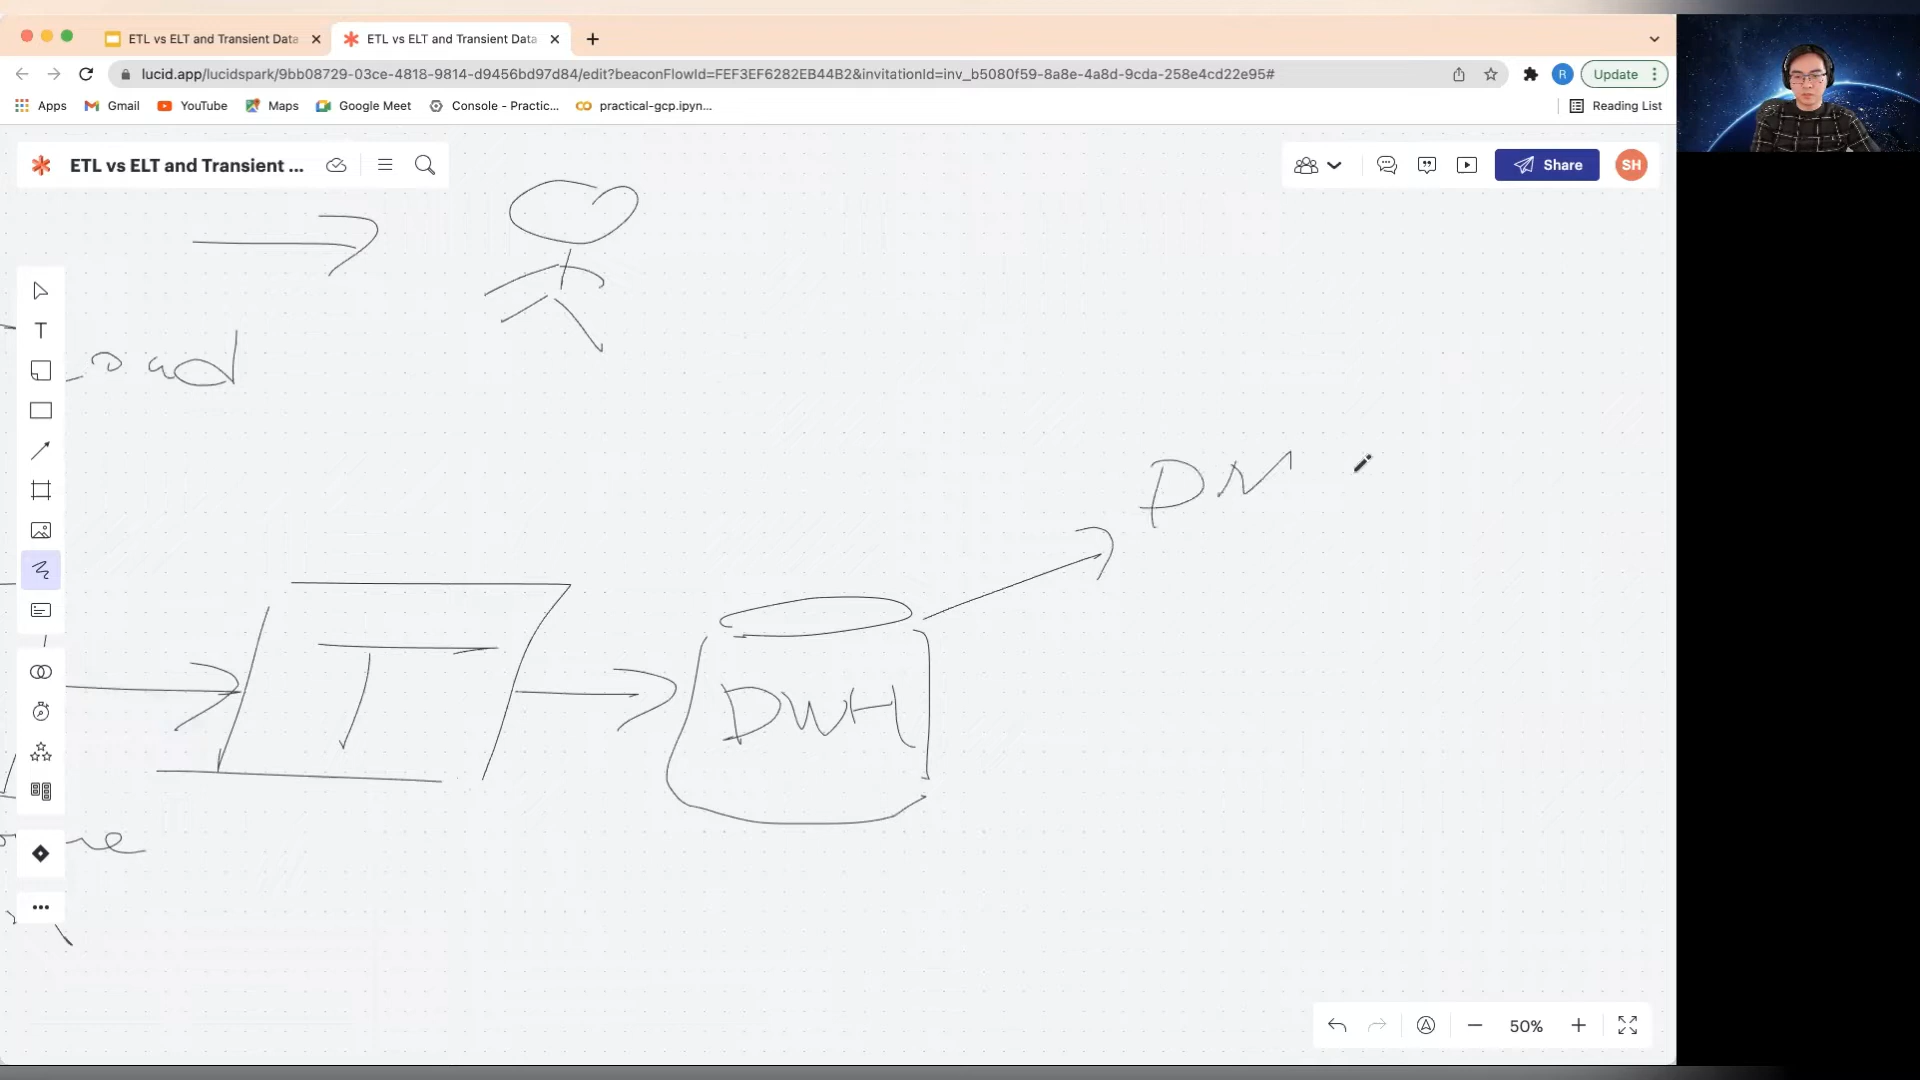 ETL vs ELT and Transient Data
ETL vs ELT and Transient Data
lucid.app/lucidspark/9bb08729-03ce-4818-9814-d9456bd97d84/edit?beaconFlowId=FEF3EF6282EB44B2&invitationId=inv_b5080f59-8a8e-4a8d-9cda-258e4cd22e95#
R
Update
Apps
Gmail
YouTube
Maps
Google Meet
Console - Practic...
practical-gcp.ipyn...
Reading List
ETL vs ELT and Transient ...
Share
SH
T
oad
T
DWH
50%